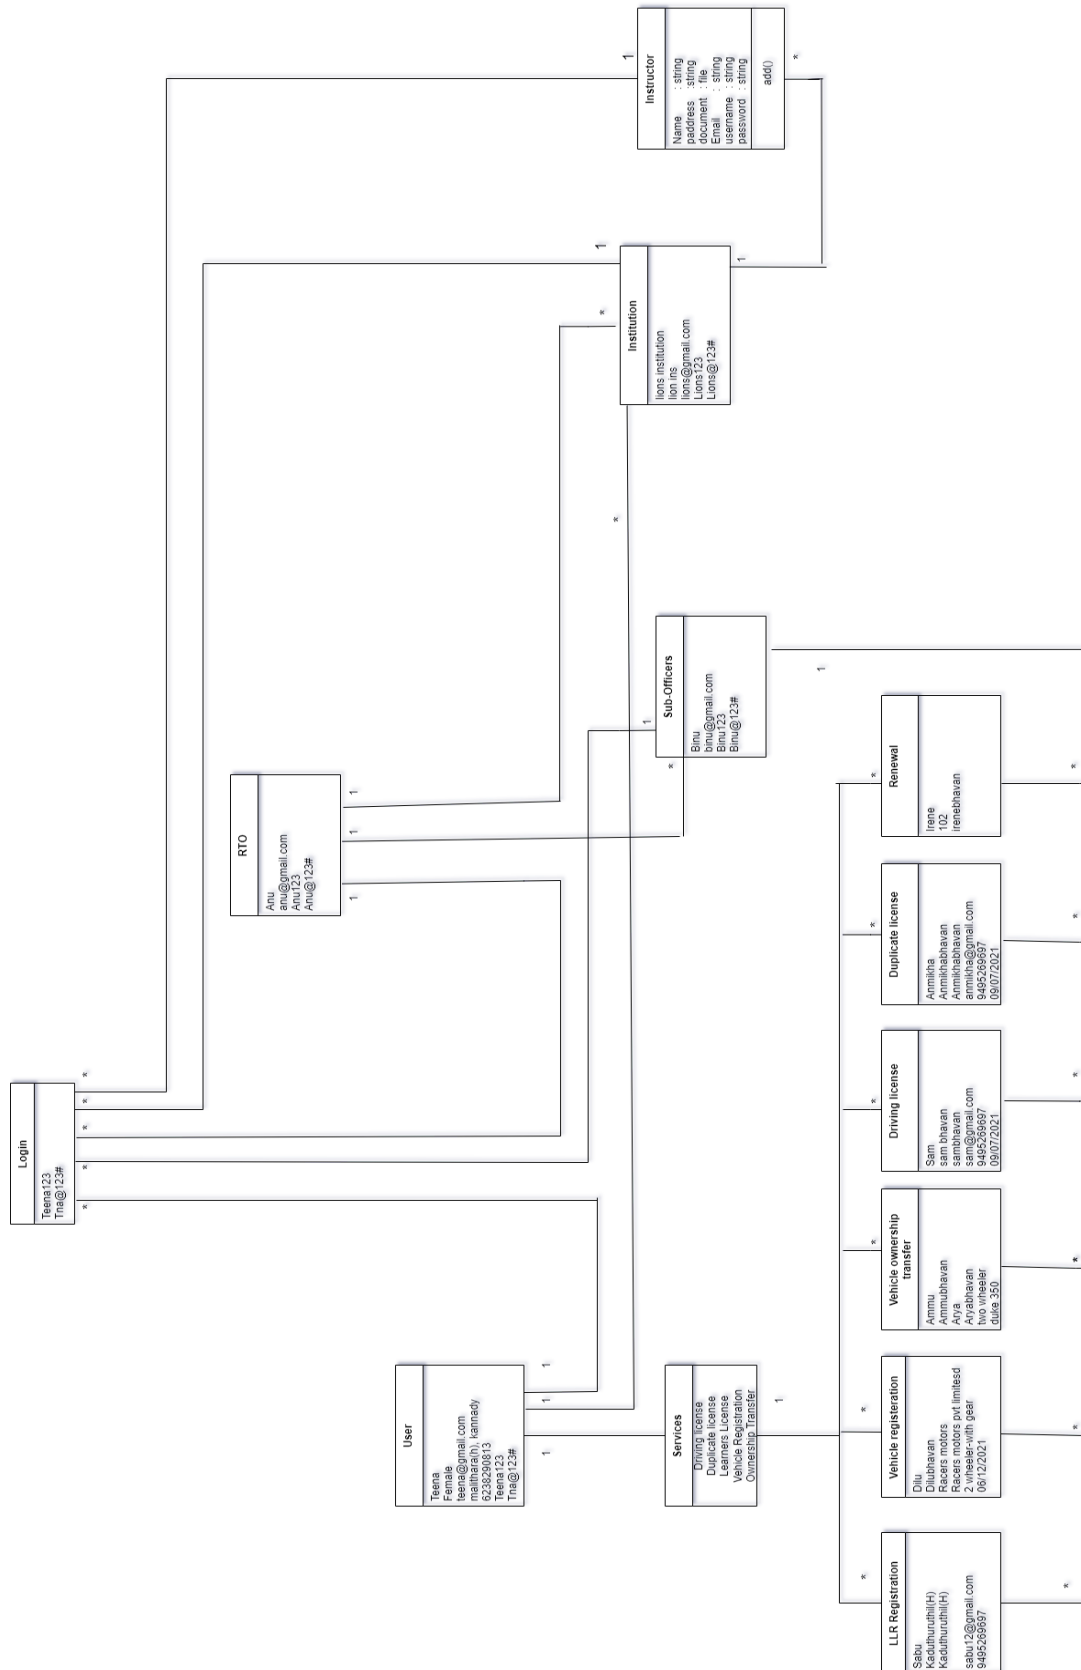 Login
Teena123
Tna@123#
*
*
*
*
*
RTO
Anu
anu@gmail.com
Anu123
Anu@123#
1
1
1
User
Teena
Female
teena@gmail.com
malithara(h), kannady
6238290813
Teena123
Tna@123#
1
1
1
Instructor
Name : string
paddress :string
document : file
Email : string
username : string
password : string
add()
1
*
Institution
lions institution
lion ins
lions@gmail.com
Lions123
Lions@123#
1
*
1
*
Sub-Officers
Binu
binu@gmail.com
Binu123
Binu@123#
1
*
1
Services
Driving license
Duplicate license
Learners License
Vehicle Registration
Ownership Transfer
1
LLR Registration
Sabu
Kaduthuruthil(H)
Kaduthuruthil(H)
sabu12@gmail.com
9495269697
*
*
Vehicle registeration
Dilu
Dilubhavan
Racers motors
Racers motors pvt limitesd
2 wheeler-with gear
06/12/2021
*
*
Vehicle ownership
transfer
Ammu
Ammubhavan
Arya
Aryabhavan
two wheeler
duke 350
*
*
Driving license
Sam
sam bhavan
sambhavan
sam@gmail.com
9495269697
09/07/2021
*
*
Duplicate license
Anmikha
Anmikhabhavan
Anmikhabhavan
anmikha@gmail.com
9495269697
09/07/2021
*
*
Renewal
Irene
102
irenebhavan
*
*